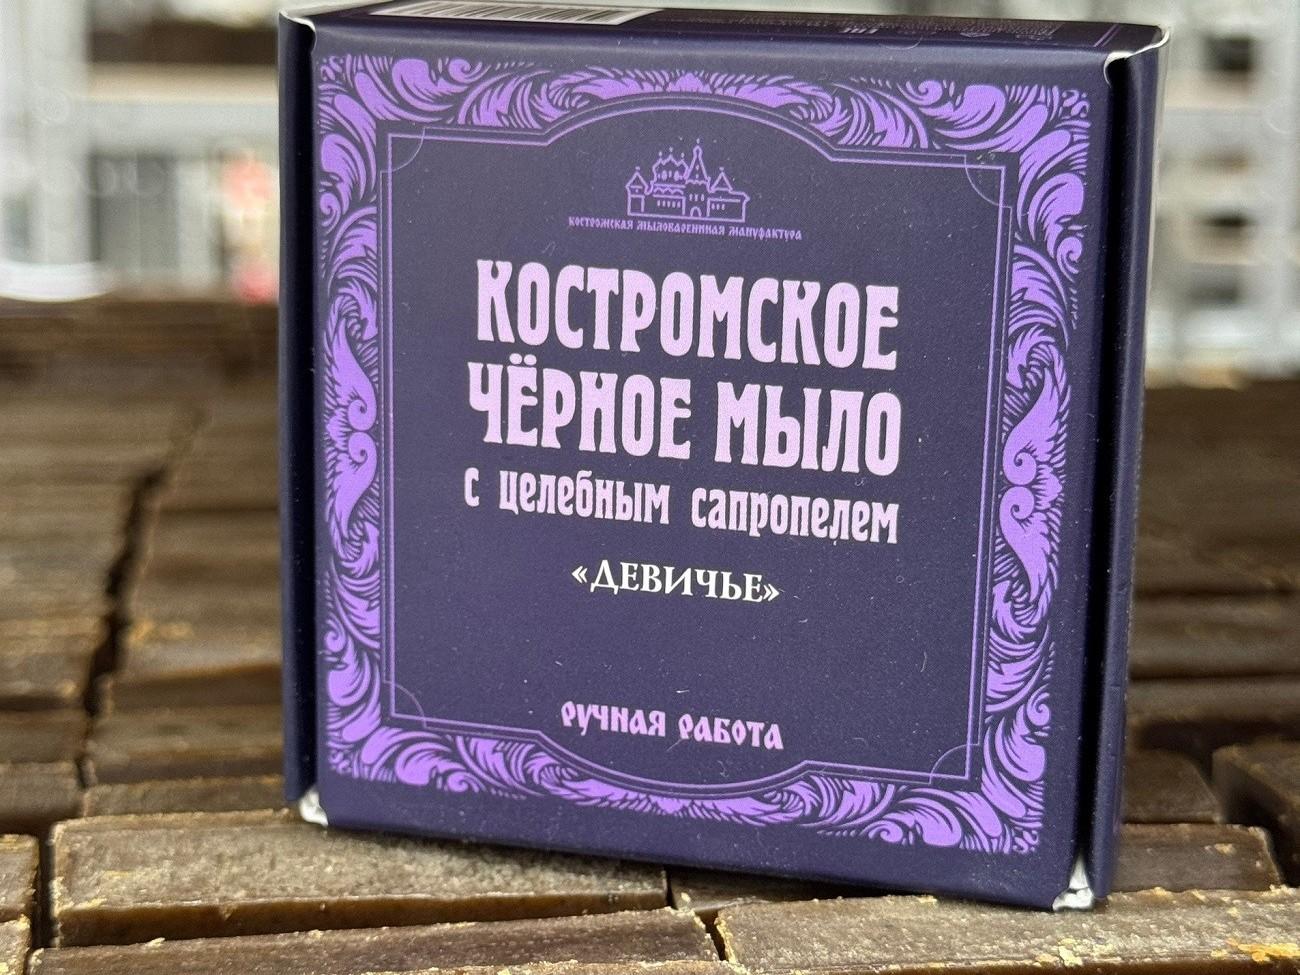 КОСТРОМСКАЯ МЫЛОВАРЕННАЯ МАНУФАКТУРА
КОСТРОМСКОЕ
ЧЁРНОЕ МЫЛО
с целебным сапропелем
«ДЕВИЧЬЕ»
РУЧНАЯ РАБОТА